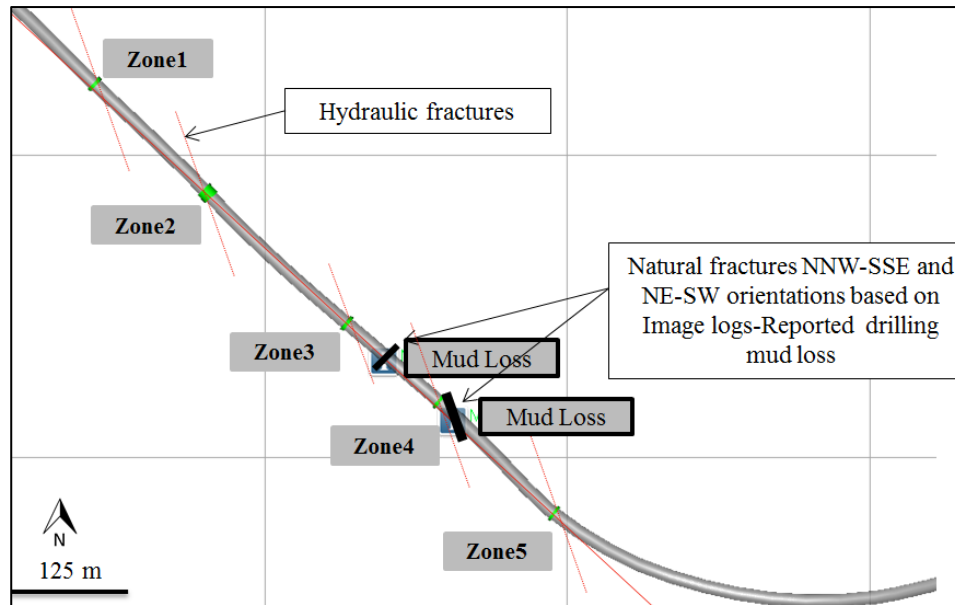 Zone1
Hydraulic fractures
Zone2
Natural fractures NNW-SSE and
NE-SW orientations based on
Image logs-Reported drilling
mud loss
Zone3
Mud Loss
Mud Loss
Zone4
N
Zone5
125 m